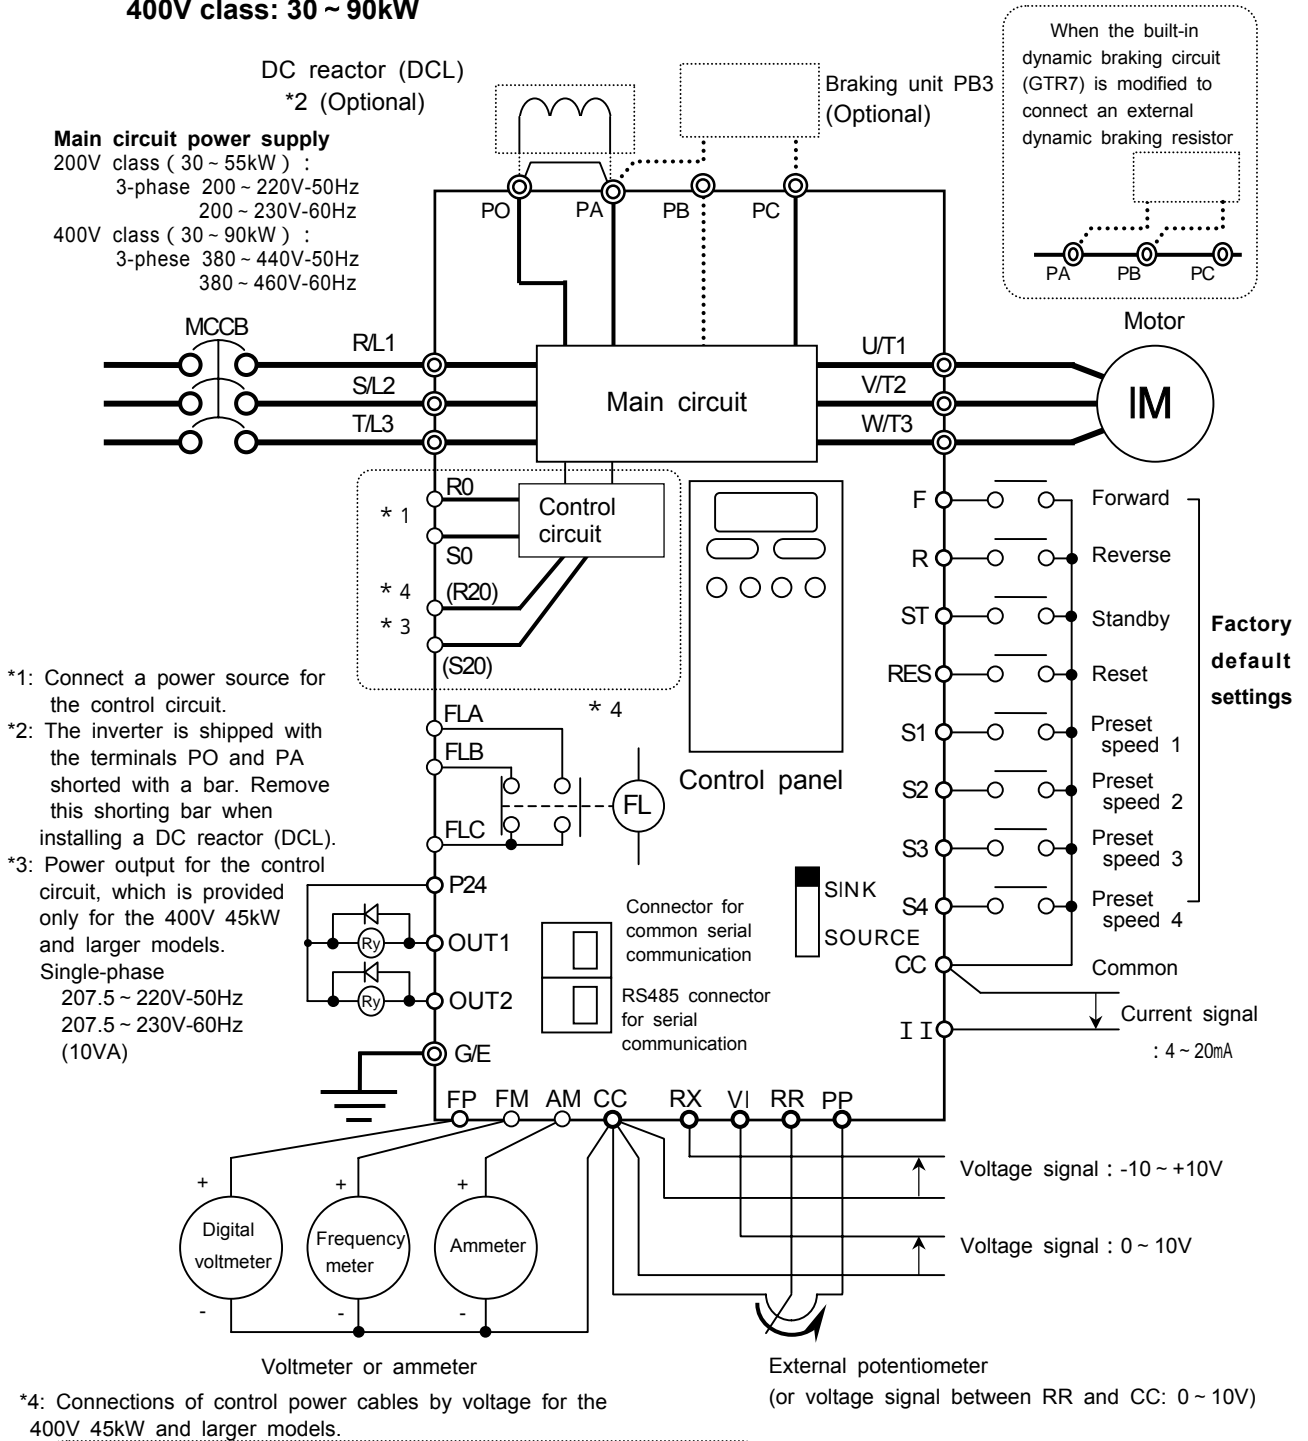 400V class: 30 ~ 90kW
DC reactor (DCL)
*2 (Optional)
Braking unit PB3
(Optional)
When the built-in
dynamic braking circuit
(GTR7) is modified to
connect an external
dynamic braking resistor
PA PB PC
Main circuit power supply
200V class ( 30 ~ 55kW ) :
3-phase 200 ~ 220V-50Hz
200 ~ 230V-60Hz
400V class ( 30 ~ 90kW ) :
3-phese 380 ~ 440V-50Hz
380 ~ 460V-60Hz
PO PA PB PC
MCCB
R/L1
S/L2
T/L3
Main circuit
U/T1
V/T2
W/T3
Motor
IM
R0
* 1
S0
Control
circuit
* 4
(R20)
* 3
(S20)
* 4
F
Forward
R
Reverse
ST
Standby
RES
Reset
S1
Preset
speed 1
S2
Preset
speed 2
S3
Preset
speed 3
S4
Preset
speed 4
Factory
default
settings
CC
Common
II
Current signal
: 4 ~ 20mA
*1: Connect a power source for
the control circuit.
*2: The inverter is shipped with
the terminals PO and PA
shorted with a bar. Remove
this shorting bar when
installing a DC reactor (DCL).
*3: Power output for the control
circuit, which is provided
only for the 400V 45kW
and larger models.
Single-phase
207.5 ~ 220V-50Hz
207.5 ~ 230V-60Hz
(10VA)
FLA
FLB
FLC
FL
Control panel
P24
Ry
OUT1
Ry
OUT2
G/E
Connector for
common serial
communication
RS485 connector
for serial
communication
SINK
SOURCE
FP FM AM CC RX VI RR PP
+ + +
Digital
voltmeter
Frequency
meter
Ammeter
- - -
Voltmeter or ammeter
Voltage signal : -10 ~ +10V
Voltage signal : 0 ~ 10V
External potentiometer
(or voltage signal between RR and CC: 0 ~ 10V)
*4: Connections of control power cables by voltage for the
400V 45kW and larger models.